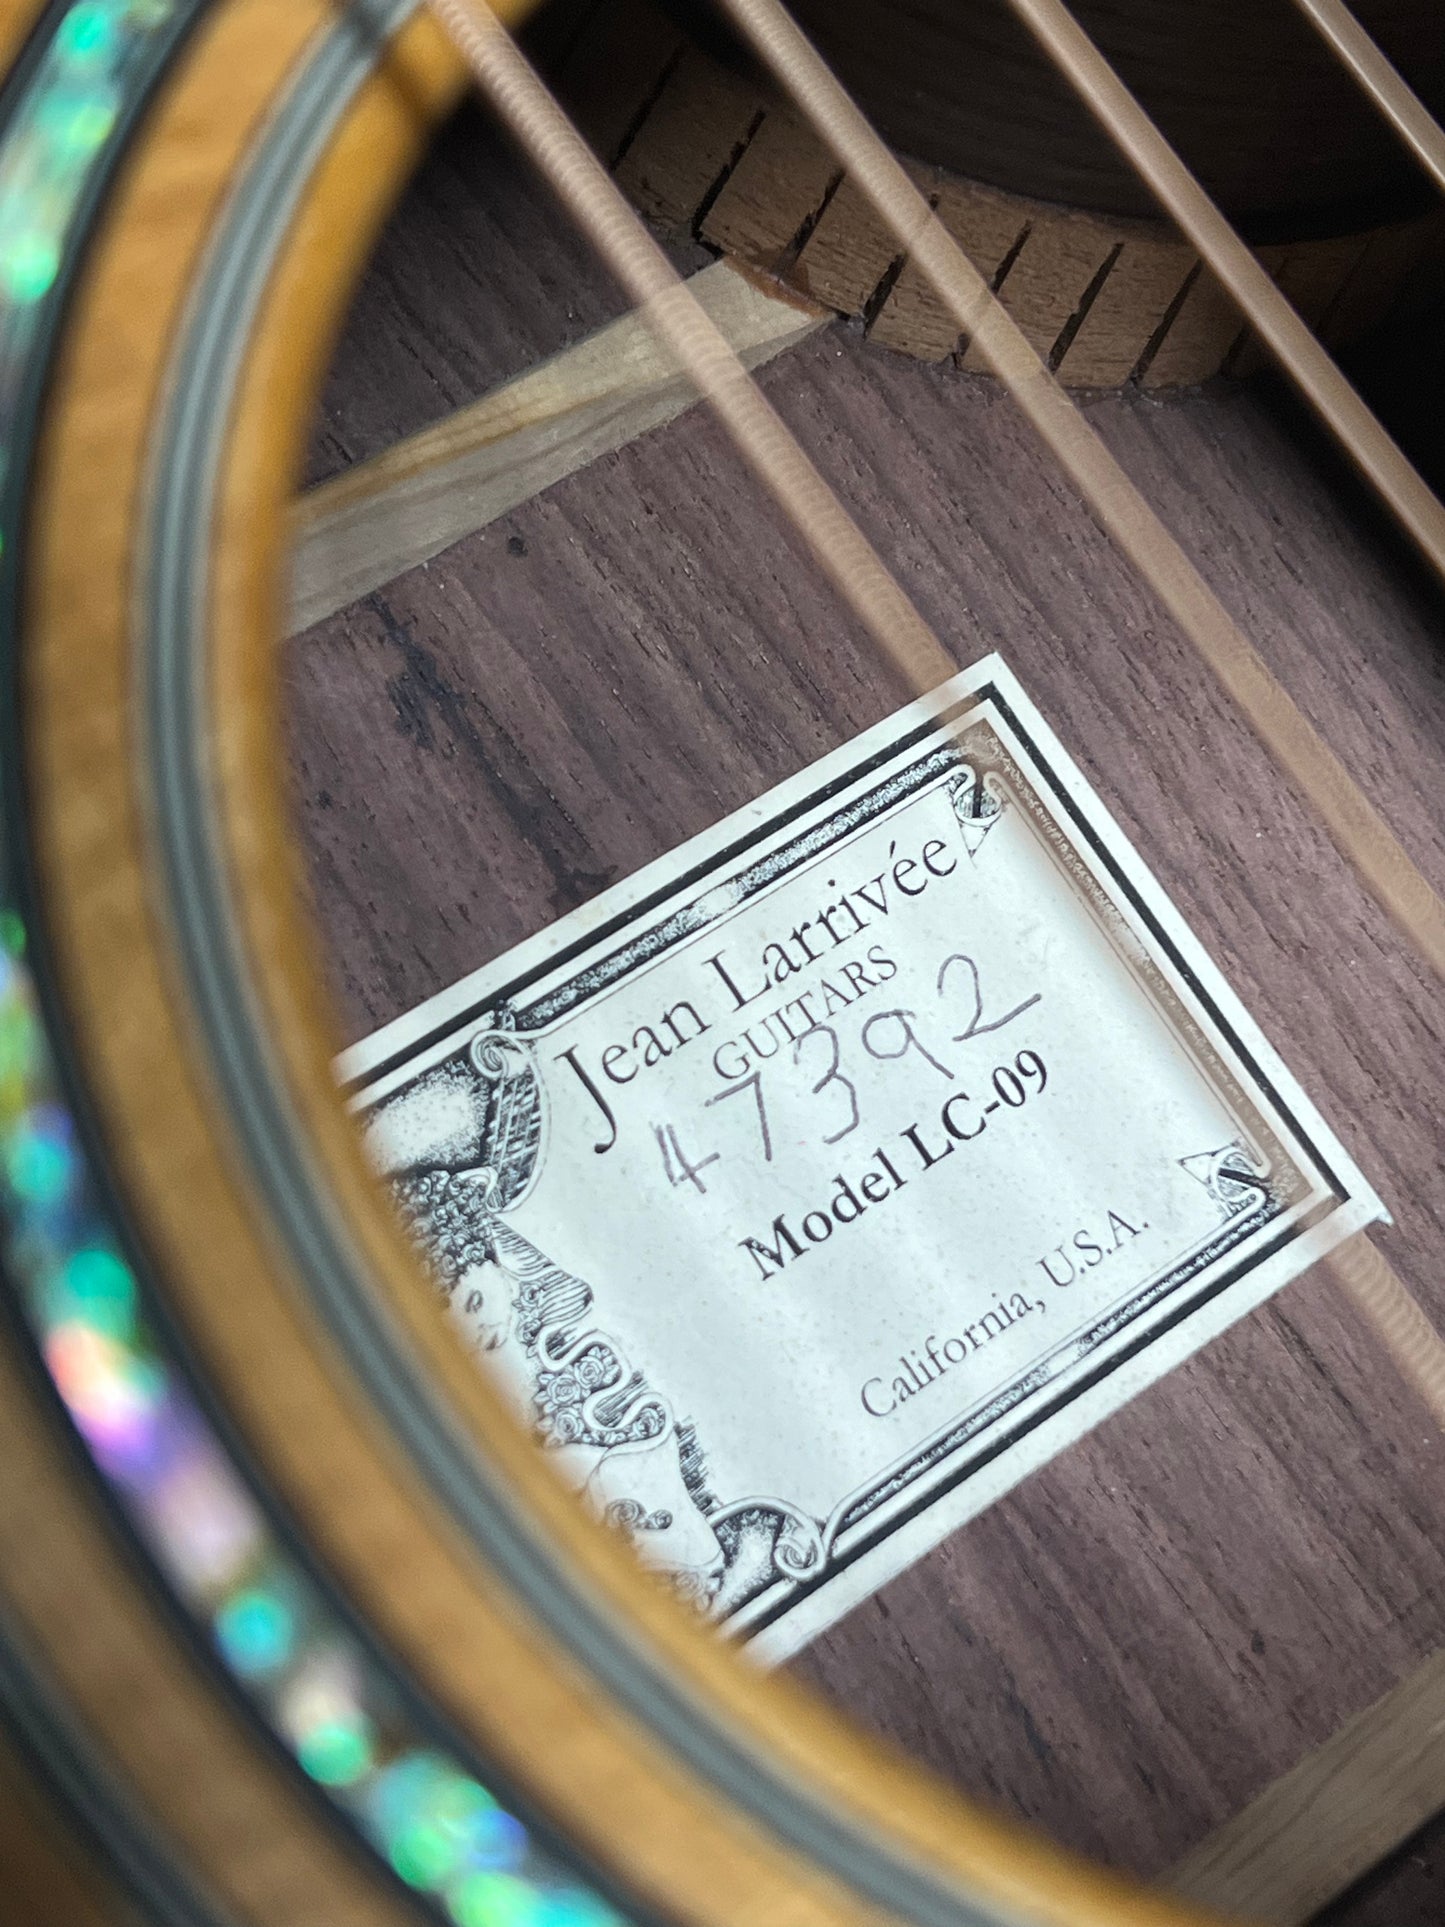 Jean Larrivée
GUITARS
47392
Model LC-09
California, U.S.A.